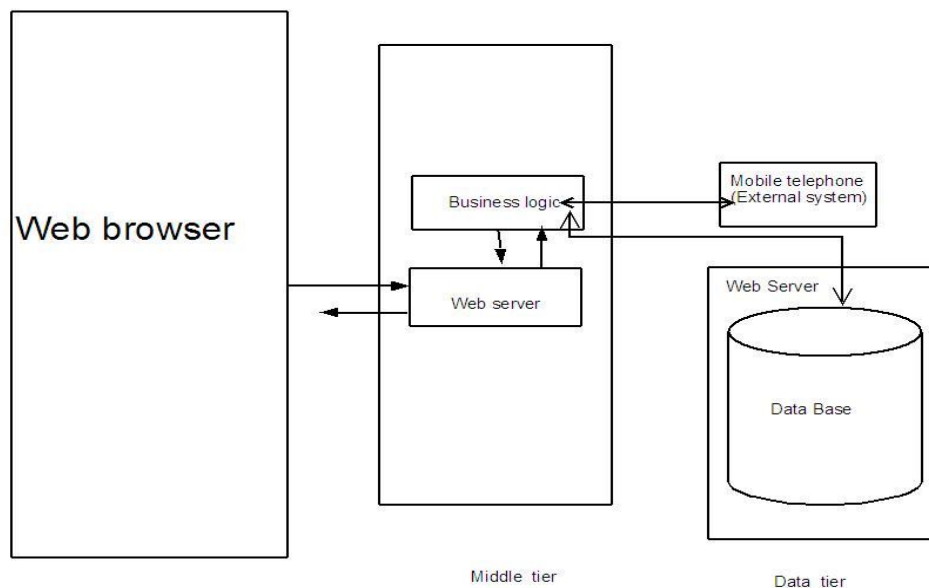 Web browser
Business logic
Web server
Mobile telephone
(External system)
Web Server
Data Base
Middle tier
Data tier